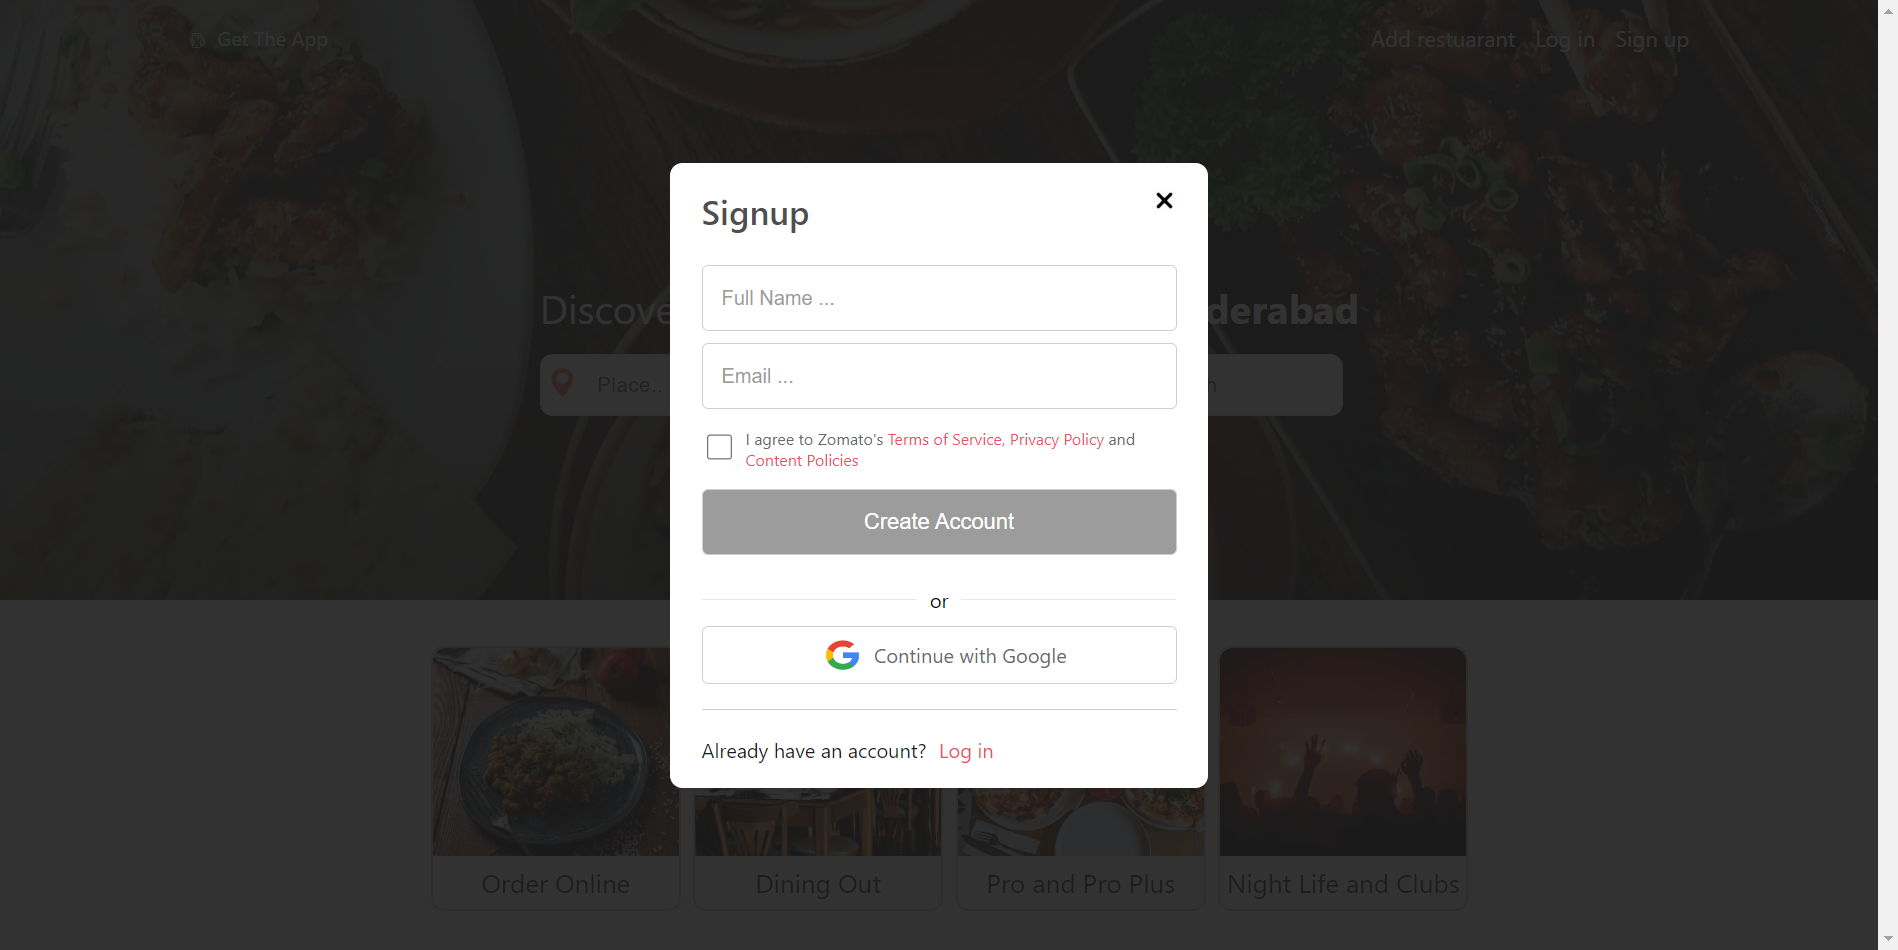 Get The App
Add restuarant
Log in
Sign up
Signup
Full Name ...
Discove
derabad
Email ...
Place..
I agree to Zomato's Terms of Service, Privacy Policy and
Content Policies
Create Account
or
Continue with Google
Already have an account? Log in
Order Online
Dining Out
Pro and Pro Plus
Night Life and Clubs